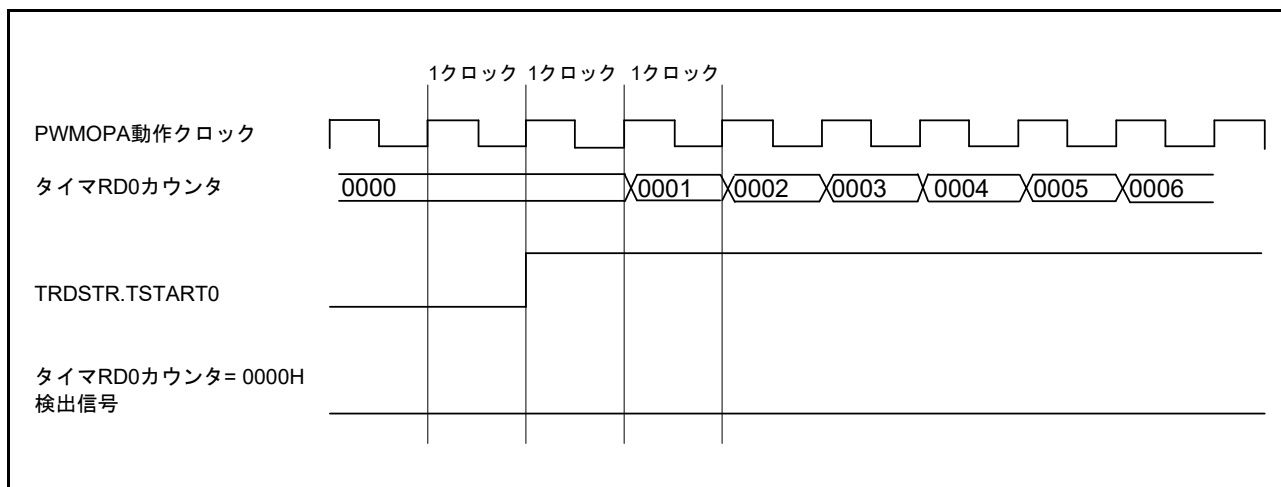 1クロック 1クロック 1クロック
PWMOPA動作クロック
タイマRD0カウンタ 0000 0001 0002 0003 0004 0005 0006
TRDSTR.TSTART0
タイマRD0カウンタ= 0000H
検出信号